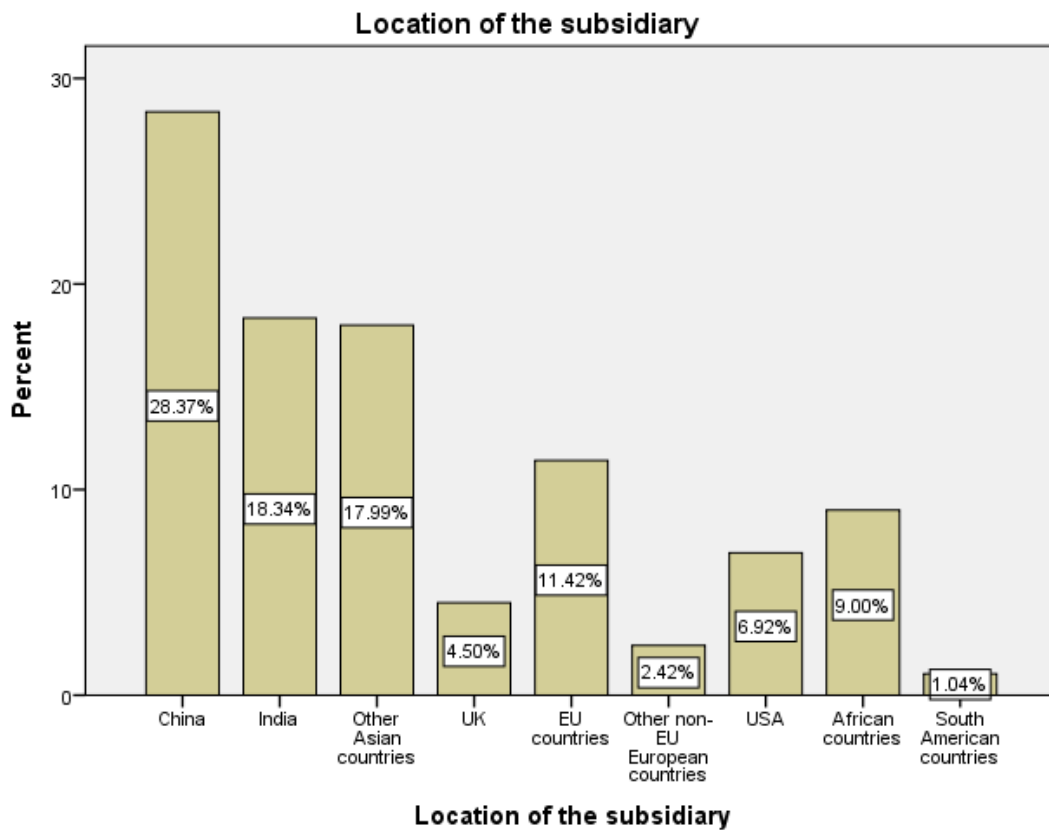 Location of the subsidiary
Percent
30
20
10
0
28.37%
18.34%
17.99%
4.50%
11.42%
2.42%
6.92%
9.00%
1.04%
China
India
Other
Asian
countries
UK
EU
countries
Other non-
EU
European
countries
USA
African
countries
South
American
countries
Location of the subsidiary